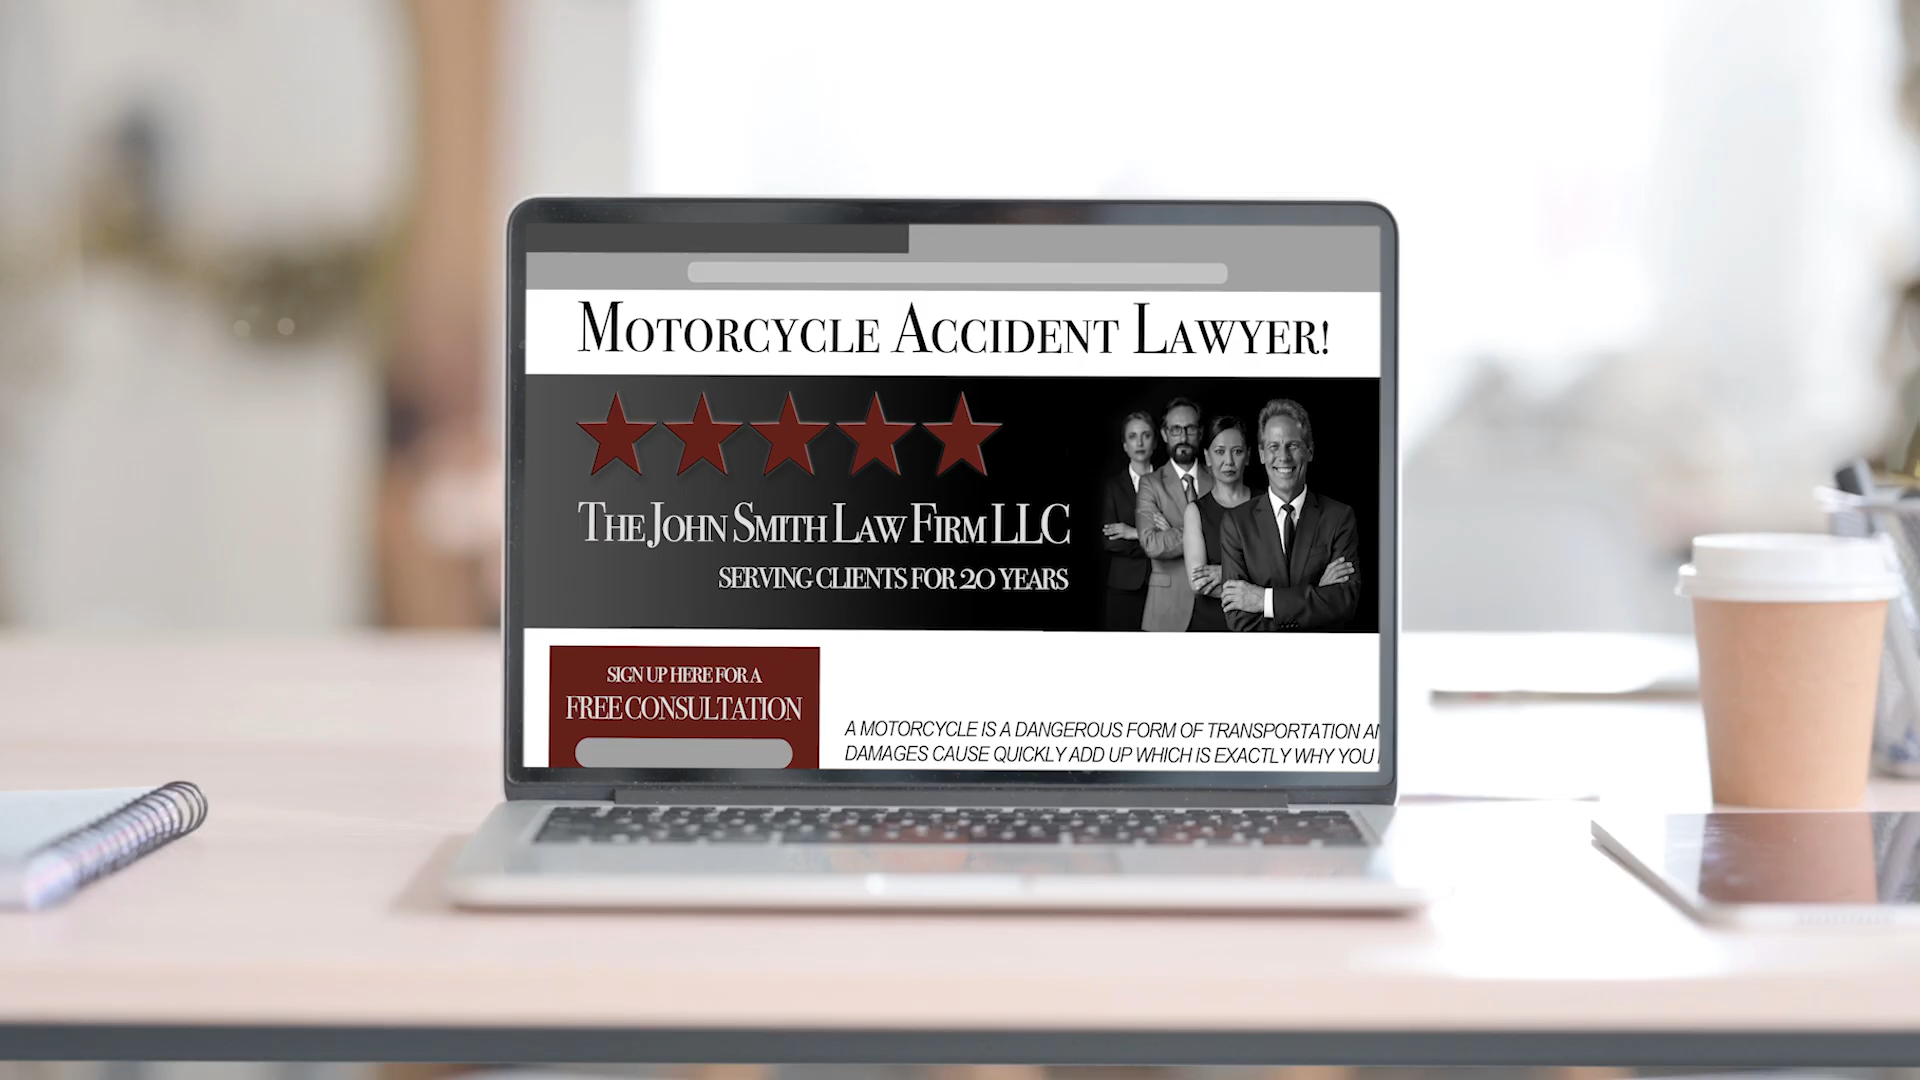 MOTORCYCLE ACCIDENT LAWYER!
THE JOHN SMITH LAW FIRM LLC
SERVING CLIENTS FOR 20 YEARS
SIGN UP HERE FOR A
FREE CONSULTATION
A MOTORCYCLE IS A DANGEROUS FORM OF TRANSPORTATION
DAMAGES CAUSE QUICKLY ADD UP WHICH IS EXACTLY WHY YOU